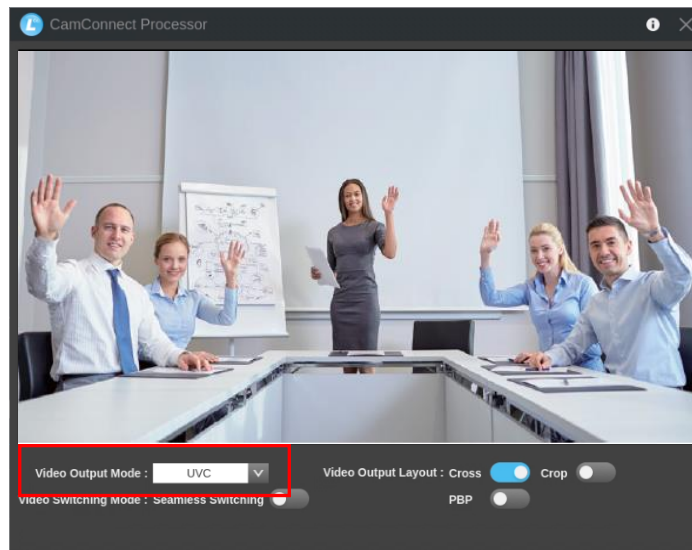 CamConnect Processor
Video Output Mode : UVC Video Output Layout : Cross Crop
Video Switching Mode : Seamless Switching PBP